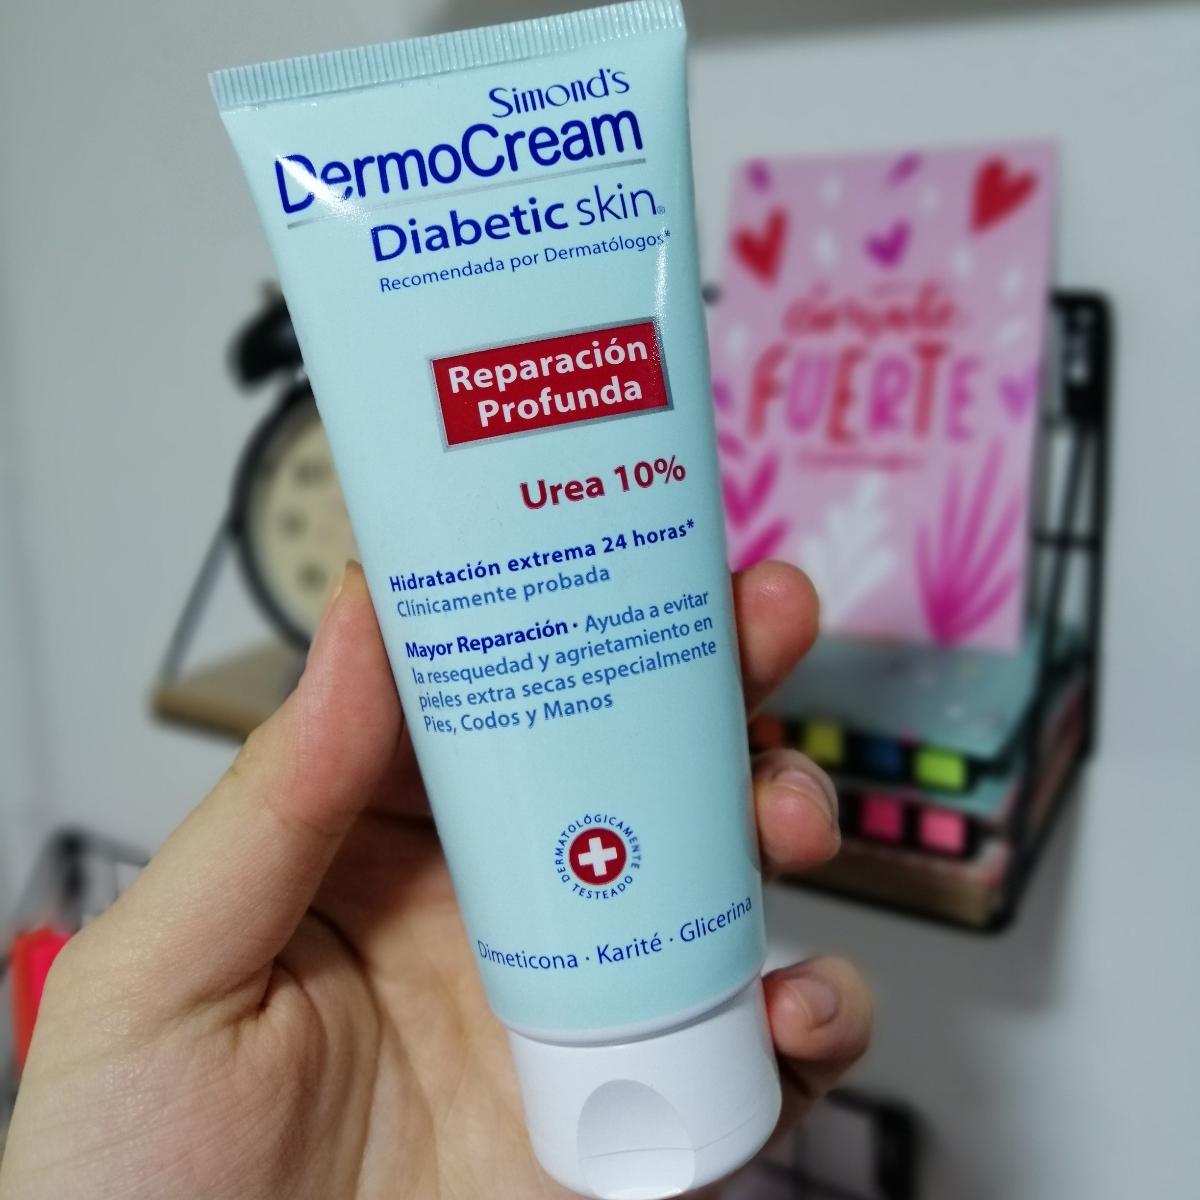 Simond's
DermoCream
Diabetic skin®
Recomendada por Dermatólogos*
Reparación
Profunda
Urea 10%
Hidratación extrema 24 horas*
Clínicamente probada
Mayor Reparación · Ayuda a evitar
la resequedad y agrietamiento en
pieles extra secas especialmente
Pies, Codos y Manos
DERMATOLÓGICAMENTE
TESTEADO
Dimeticona · Karité · Glicerina
FUERTE